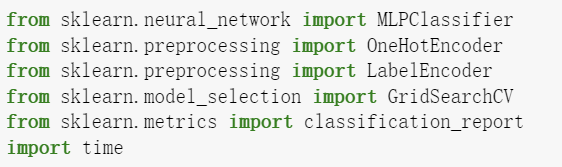 from sklearn.neural_network import MLPClassifier
from sklearn.preprocessing import OneHotEncoder
from sklearn.preprocessing import LabelEncoder
from sklearn.model_selection import GridSearchCV
from sklearn.metrics import classification_report
import time